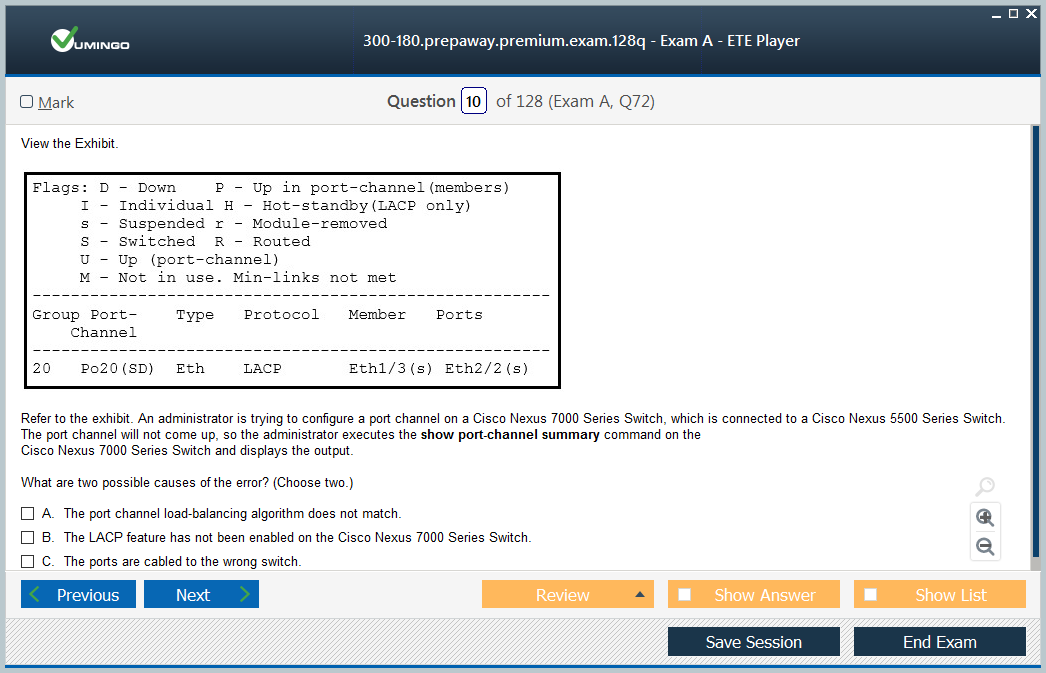 VUMINGO
300-180.prepaway.premium.exam.128q - Exam A - ETE Player
Mark
Question 10 of 128 (Exam A, Q72)
View the Exhibit.
Flags: D - Down P - Up in port-channel(members)
I - Individual H - Hot-standby(LACP only)
s - Suspended r - Module-removed
S - Switched R - Routed
U - Up (port-channel)
M - Not in use. Min-links not met
------------------------------------------------------
Group Port- Type Protocol Member Ports
Channel
------------------------------------------------------
20 Po20(SD) Eth LACP Eth1/3(s) Eth2/2(s)
Refer to the exhibit. An administrator is trying to configure a port channel on a Cisco Nexus 7000 Series Switch, which is connected to a Cisco Nexus 5500 Series Switch.
The port channel will not come up, so the administrator executes the show port-channel summary command on the
Cisco Nexus 7000 Series Switch and displays the output.
What are two possible causes of the error? (Choose two.)
A. The port channel load-balancing algorithm does not match.
B. The LACP feature has not been enabled on the Cisco Nexus 7000 Series Switch.
C. The ports are cabled to the wrong switch.
Previous Next Review Show Answer Show List
Save Session End Exam